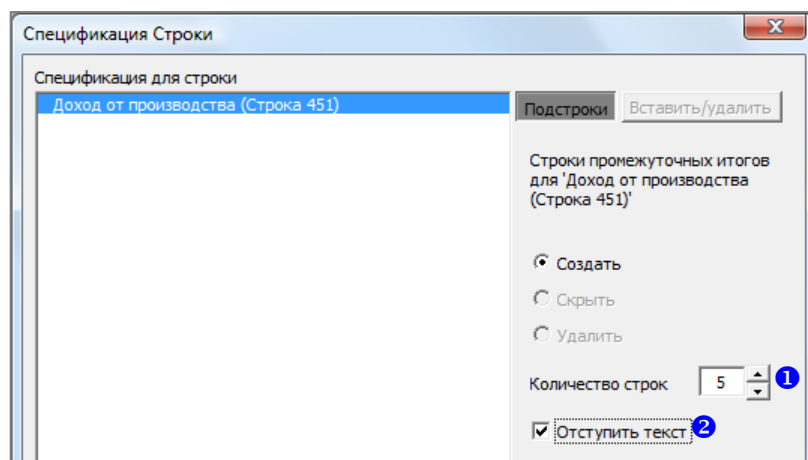 Спецификация Строки
Спецификация для строки
Доход от производства (Строка 451)
Подстроки Вставить/удалить
Строки промежуточных итогов
для 'Доход от производства
(Строка 451)'
Создать
Скрыть
Удалить
Количество строк 5 1
Отступить текст 2